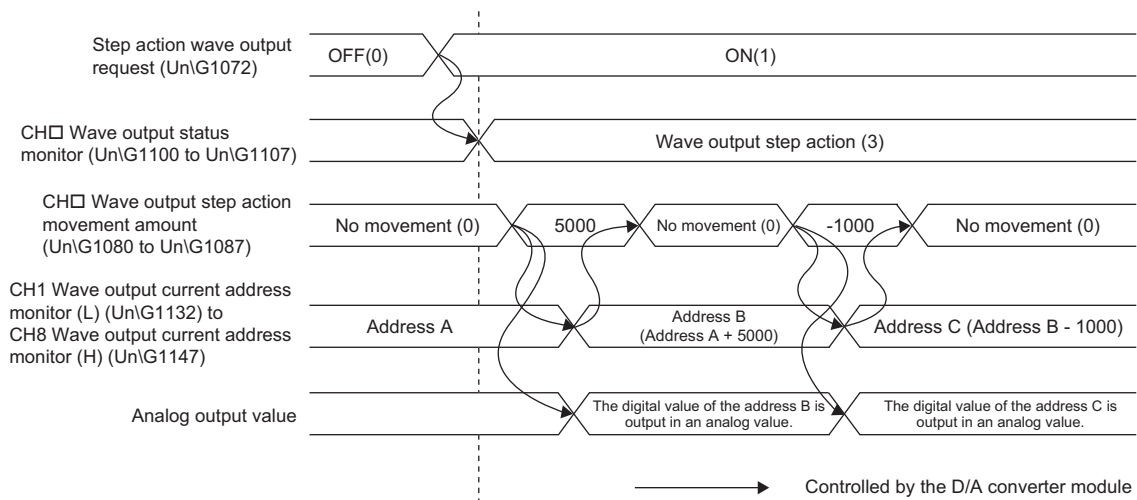 Step action wave output
request (Un\G1072)
OFF(0)
ON(1)
CH□ Wave output status
monitor (Un\G1100 to Un\G1107)
Wave output step action (3)
CH□ Wave output step action
movement amount
(Un\G1080 to Un\G1087)
No movement (0)
5000
No movement (0)
-1000
No movement (0)
CH1 Wave output current address
monitor (L) (Un\G1132) to
CH8 Wave output current address
monitor (H) (Un\G1147)
Address A
Address B
(Address A + 5000)
Address C (Address B - 1000)
Analog output value
The digital value of the address B is
output in an analog value.
The digital value of the address C is
output in an analog value.
Controlled by the D/A converter module